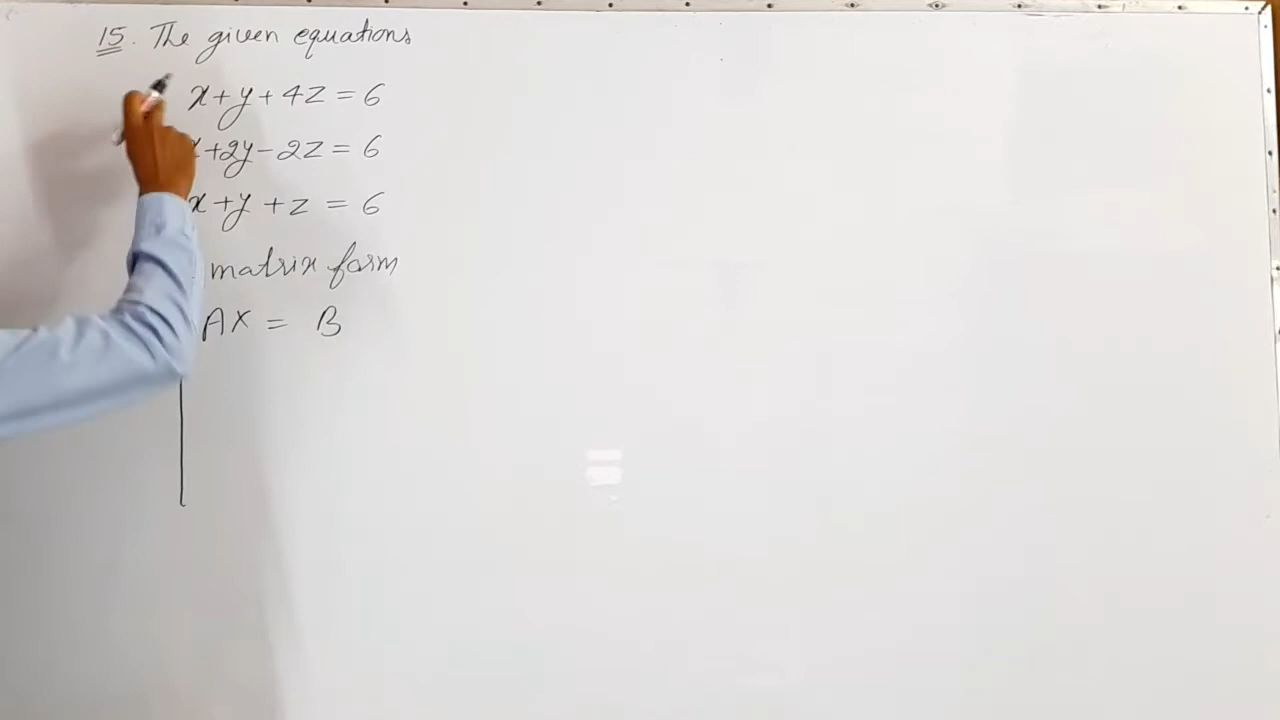 15. The given equations
x+y+4z=6
x+2y-2z=6
x+y+z=6
matrix form
AX = B